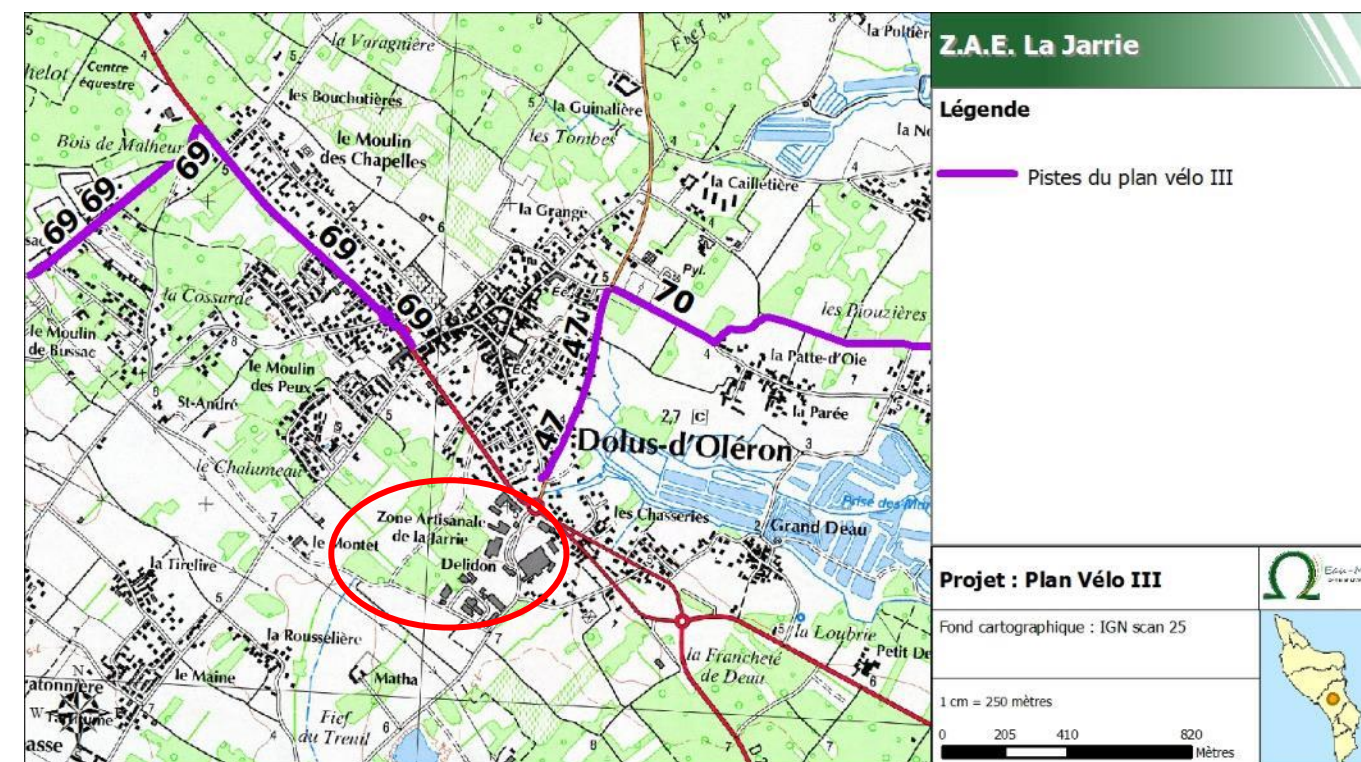 Z.A.E. La Jarrie
Légende
Pistes du plan vélo III
Projet : Plan Vélo III
Fond cartographique : IGN scan 25
1 cm = 250 mètres
0 205 410 820
Mètres
la Varagnière
Centre
équestre
les Bouchotières
Bois de Malheur
le Moulin
des Chapelles
la Guinalière
les Tombes
la Cailletière
la Grange
Pyl.
les Biouzières
69
69
69
69
69
70
47
47
la Cossarde
le Moulin
de Bussac
le Moulin
des Peux
St-André
le Chalumeau
la Patte-d'Oie
la Parée
2,7 C
Dolus-d'Oléron
les Chasseries
Grand Deau
Zone Artisanale
de la Jarrie
le Montet
Delidon
la Tirelire
la Rousselière
le Maine
Matha
Fief
du Treuil
la Loubrie
la Francheté
de Deau
N
W